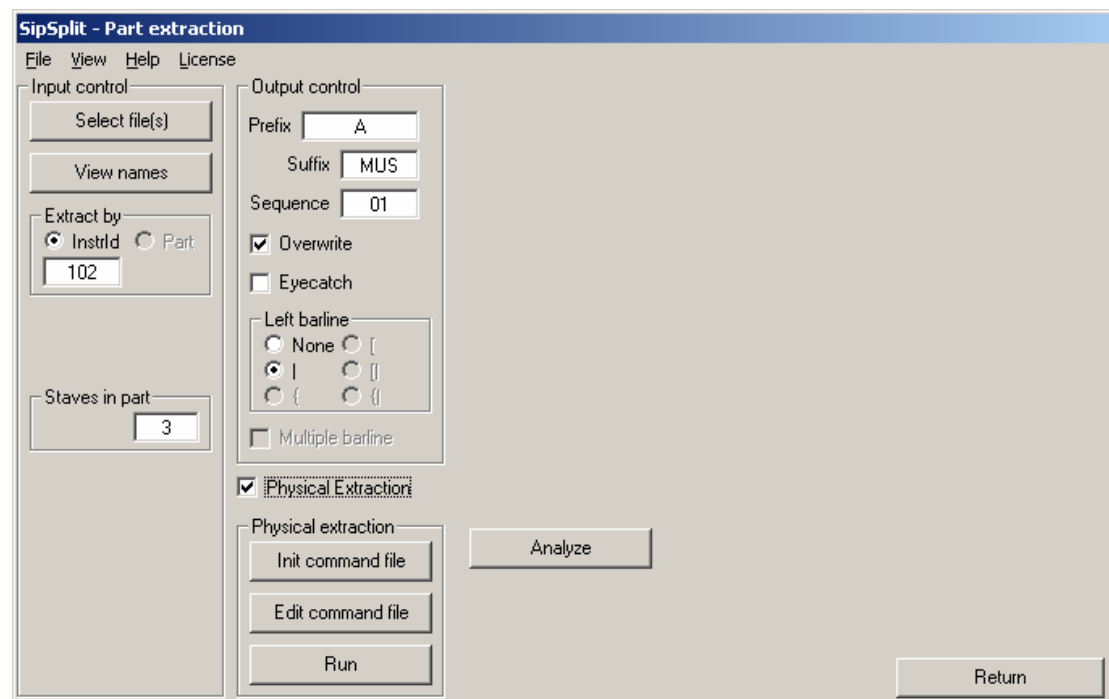 SipSplit - Part extraction
File View Help License
Input control
Select file(s)
View names
Extract by
InstrId Part
102
Staves in part
3
Output control
Prefix A
Suffix MUS
Sequence 01
Overwrite
Eyecatch
Left barline
None [
| [|
{ {|
Multiple barline
Physical Extraction
Physical extraction
Init command file
Edit command file
Run
Analyze
Return